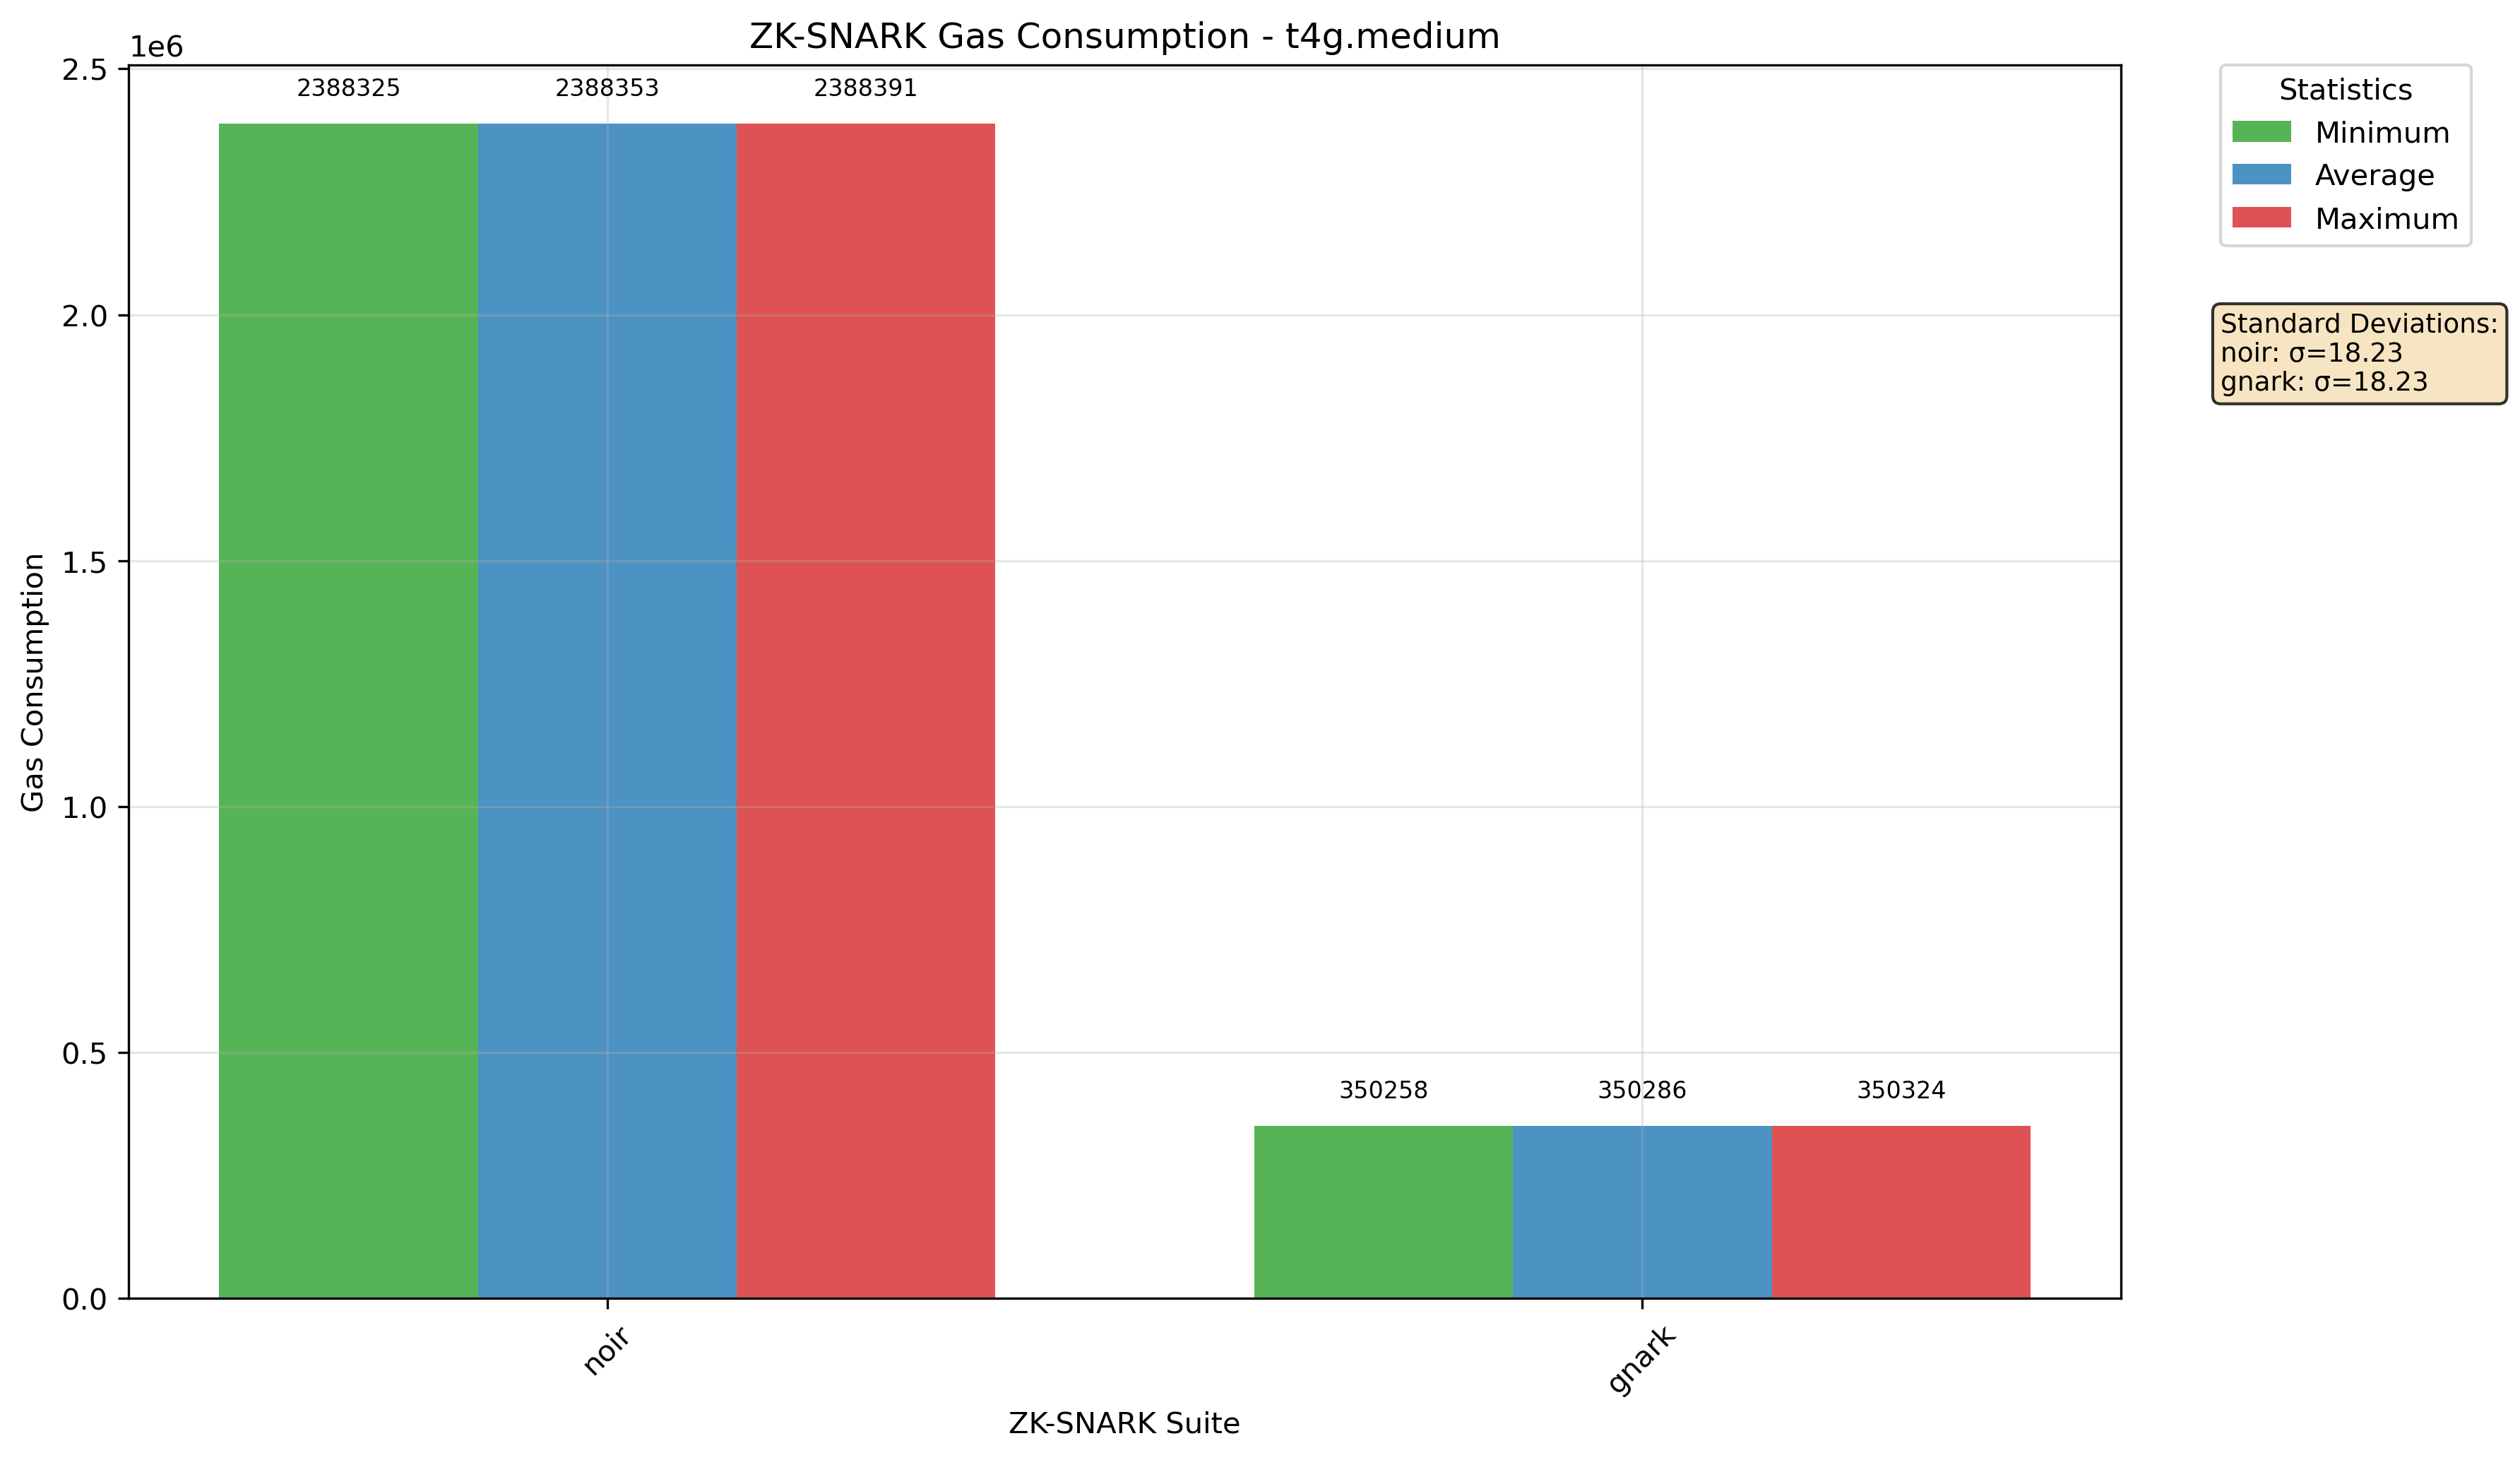 ZK-SNARK Gas Consumption - t4g.medium
1e6
2.5
2.0
1.5
1.0
0.5
0.0
Gas Consumption
2388325
2388353
2388391
350258
350286
350324
noir
gnark
ZK-SNARK Suite
Statistics
Minimum
Average
Maximum
Standard Deviations:
noir: σ=18.23
gnark: σ=18.23